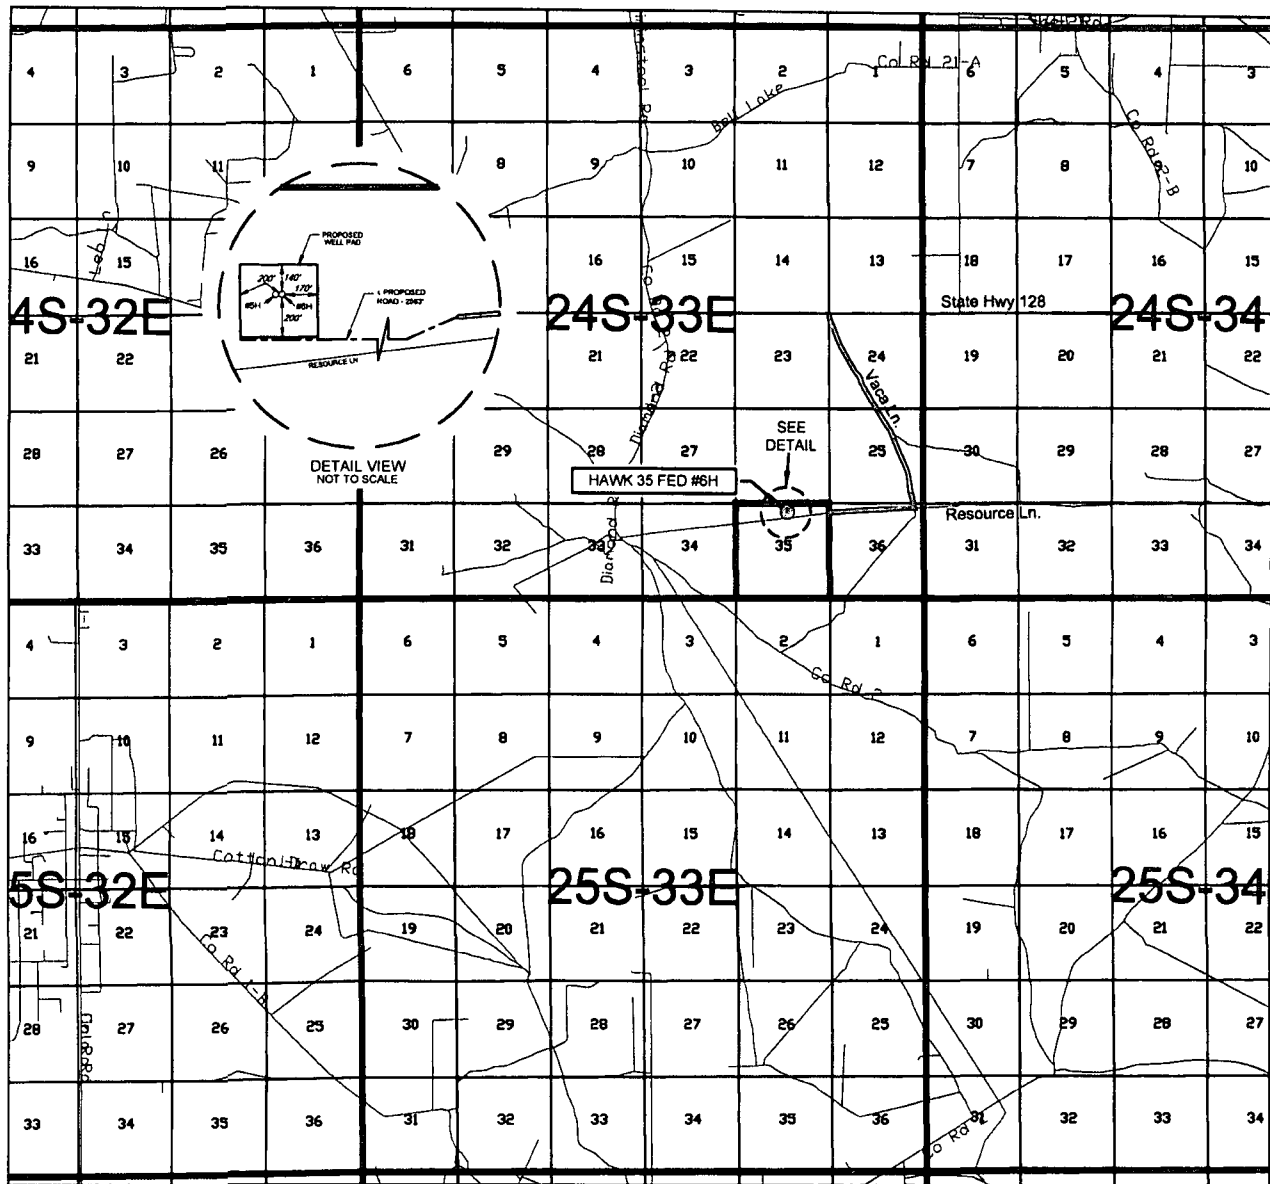 Co Rd 21-A
4 3 2 1 6 5 4 3 2 1 6 5 4 3
Bell Lake
Co Rd 2-B
9 10 11 8 9 10 11 12 7 8 10
16 15 16 15 14 13 18 17 16 15
PROPOSED
WELL PAD
200' 140'
170'
#5H #6H
200'
℄ PROPOSED
RESOURCE LN
State Hwy 128
4S-32E 24S-33E 24S-34
21 22 21 22 23 24 19 20 21 22
Vaca Ln.
Diamond Rd
SEE
DETAIL
28 27 26 29 28 27 25 30 29 28 27
DETAIL VIEW
NOT TO SCALE
HAWK 35 FED #6H
Resource Ln.
Diamond
33 34 35 36 31 32 33 34 35 36 31 32 33 34
4 3 2 1 6 5 4 3 2 1 6 5 4 3
Co Rd 2
9 10 11 12 7 8 9 10 11 12 7 8 9 10
16 15 14 13 18 17 16 15 14 13 18 17 16 15
Cotton Draw Rd
5S-32E 25S-33E 25S-34
21 22 23 24 19 20 21 22 23 24 19 20 21 22
Co Rd 1-B
28 27 26 25 30 29 28 27 26 25 30 29 28 27
33 34 35 36 31 32 33 34 35 36 31 32 33 34
Co Rd